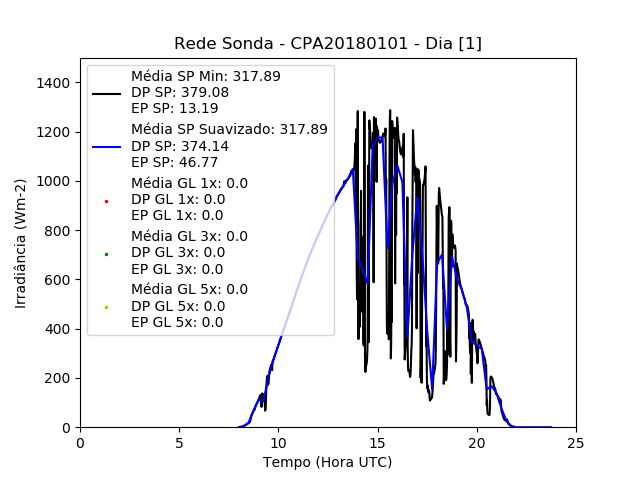 Rede Sonda - CPA20180101 - Dia [1]
Irradiância (Wm-2)
1400
1200
1000
800
600
400
200
0
Média SP Min: 317.89
DP SP: 379.08
EP SP: 13.19
Média SP Suavizado: 317.89
DP SP: 374.14
EP SP: 46.77
Média GL 1x: 0.0
DP GL 1x: 0.0
EP GL 1x: 0.0
Média GL 3x: 0.0
DP GL 3x: 0.0
EP GL 3x: 0.0
Média GL 5x: 0.0
DP GL 5x: 0.0
EP GL 5x: 0.0
0 5 10 15 20 25
Tempo (Hora UTC)